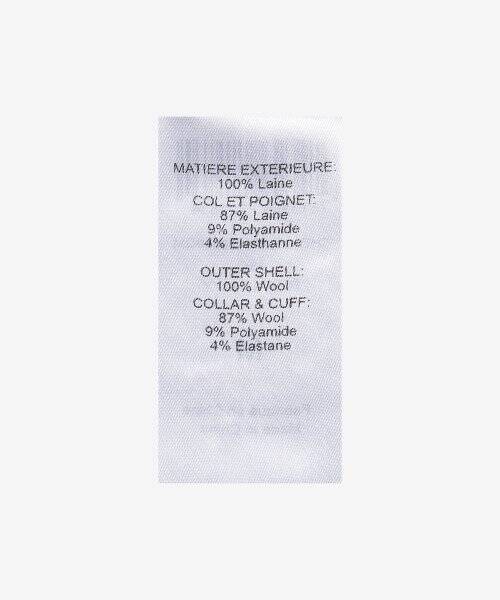 MATIERE EXTERIEURE:
100% Laine
COL ET POIGNET:
87% Laine
9% Polyamide
4% Elasthanne
OUTER SHELL:
100% Wool
COLLAR & CUFF:
87% Wool
9% Polyamide
4% Elastane